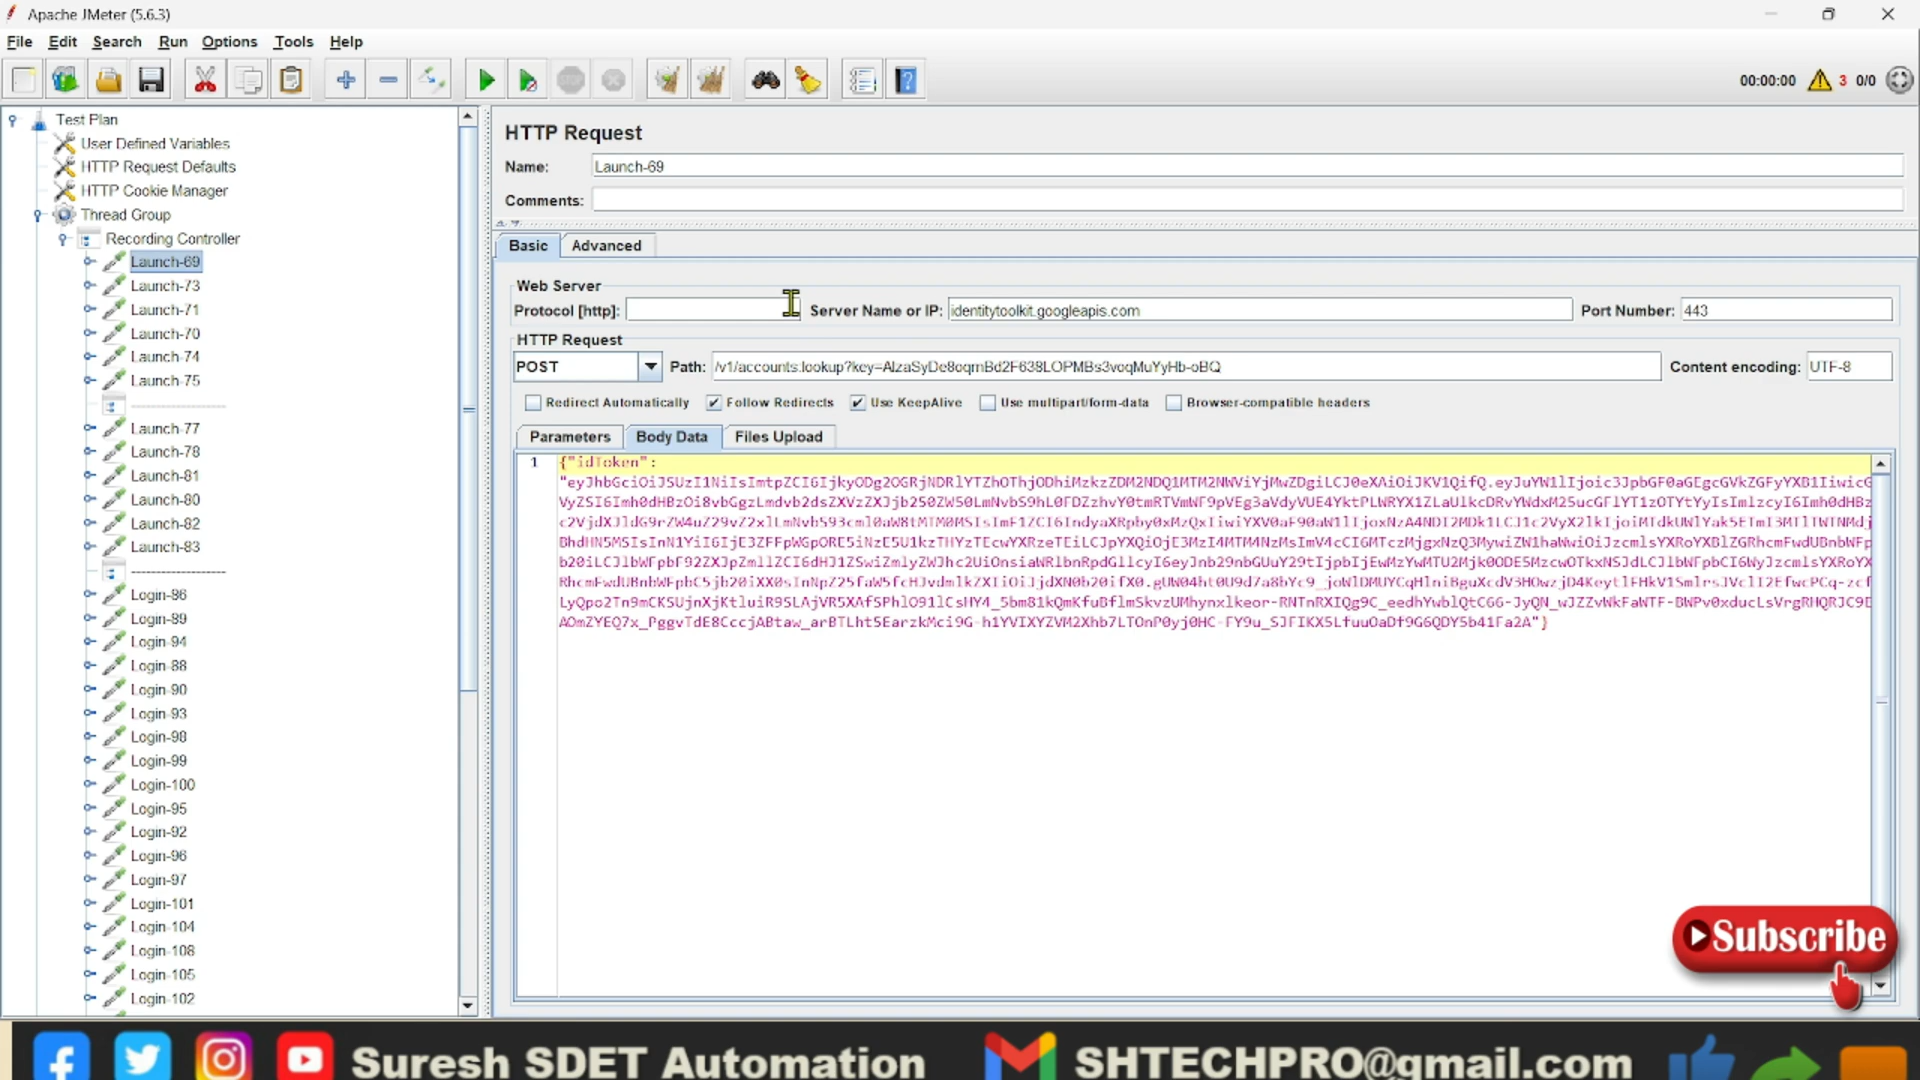 Apache JMeter (5.6.3)
File Edit Search Run Options Tools Help
00:00:00 3 0/0
Test Plan
User Defined Variables
HTTP Request Defaults
HTTP Cookie Manager
Thread Group
Recording Controller
Launch-69
Launch-73
Launch-71
Launch-70
Launch-74
Launch-75
--------------------
Launch-77
Launch-78
Launch-81
Launch-80
Launch-82
Launch-83
--------------------
Login-86
Login-89
Login-94
Login-88
Login-90
Login-93
Login-98
Login-99
Login-100
Login-95
Login-92
Login-96
Login-97
Login-101
Login-104
Login-108
Login-105
Login-102
HTTP Request
Name: Launch-69
Comments:
Basic Advanced
Web Server
Protocol [http]: Server Name or IP: identitytoolkit.googleapis.com Port Number: 443
HTTP Request
POST Path: Content encoding: UTF-8
Redirect Automatically Follow Redirects Use KeepAlive Use multipart/form-data Browser-compatible headers
Parameters Body Data Files Upload
1 {"idToken":
Subscribe
Suresh SDET Automation SHTECHPRO@gmail.com